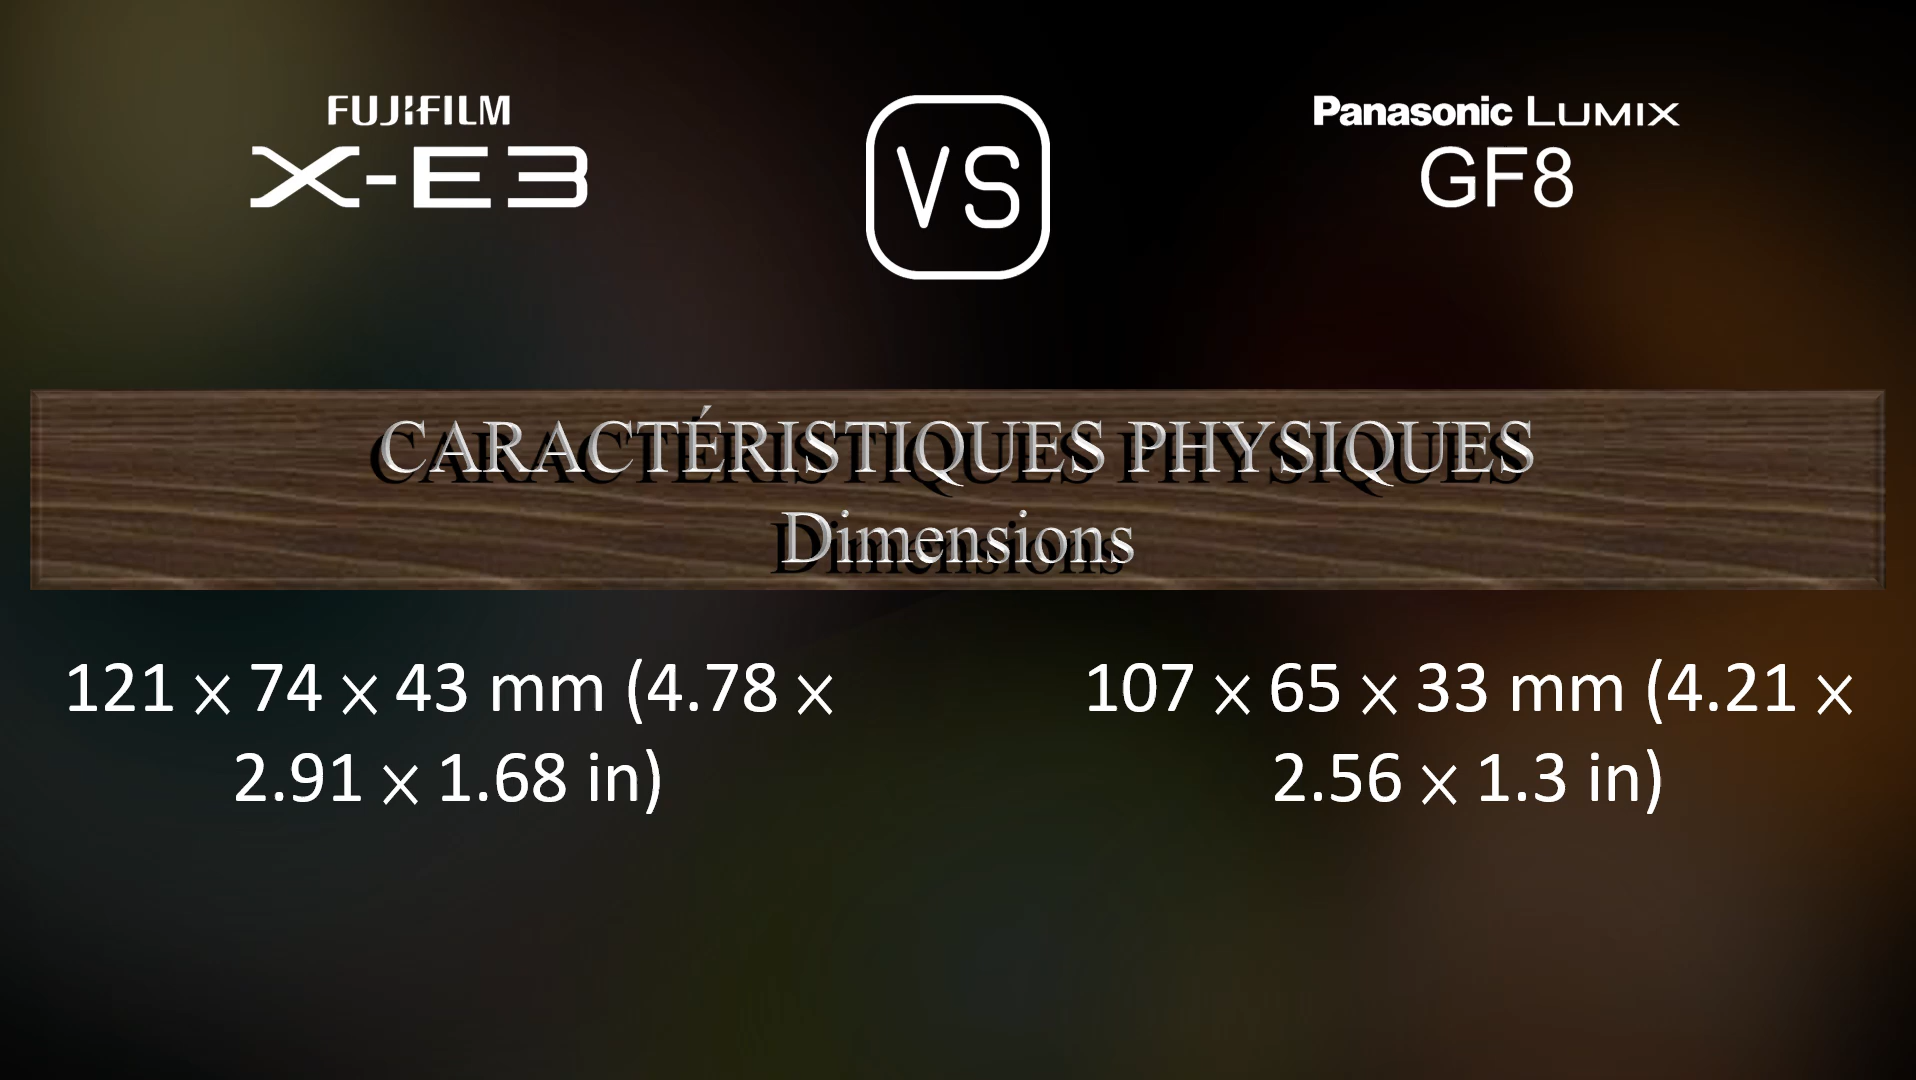 FUJIFILM
X-E3
VS
Panasonic LUMIX
GF8
CARACTÉRISTIQUES PHYSIQUES
Dimensions
121 x 74 x 43 mm (4.78 x
2.91 x 1.68 in)
107 x 65 x 33 mm (4.21 x
2.56 x 1.3 in)